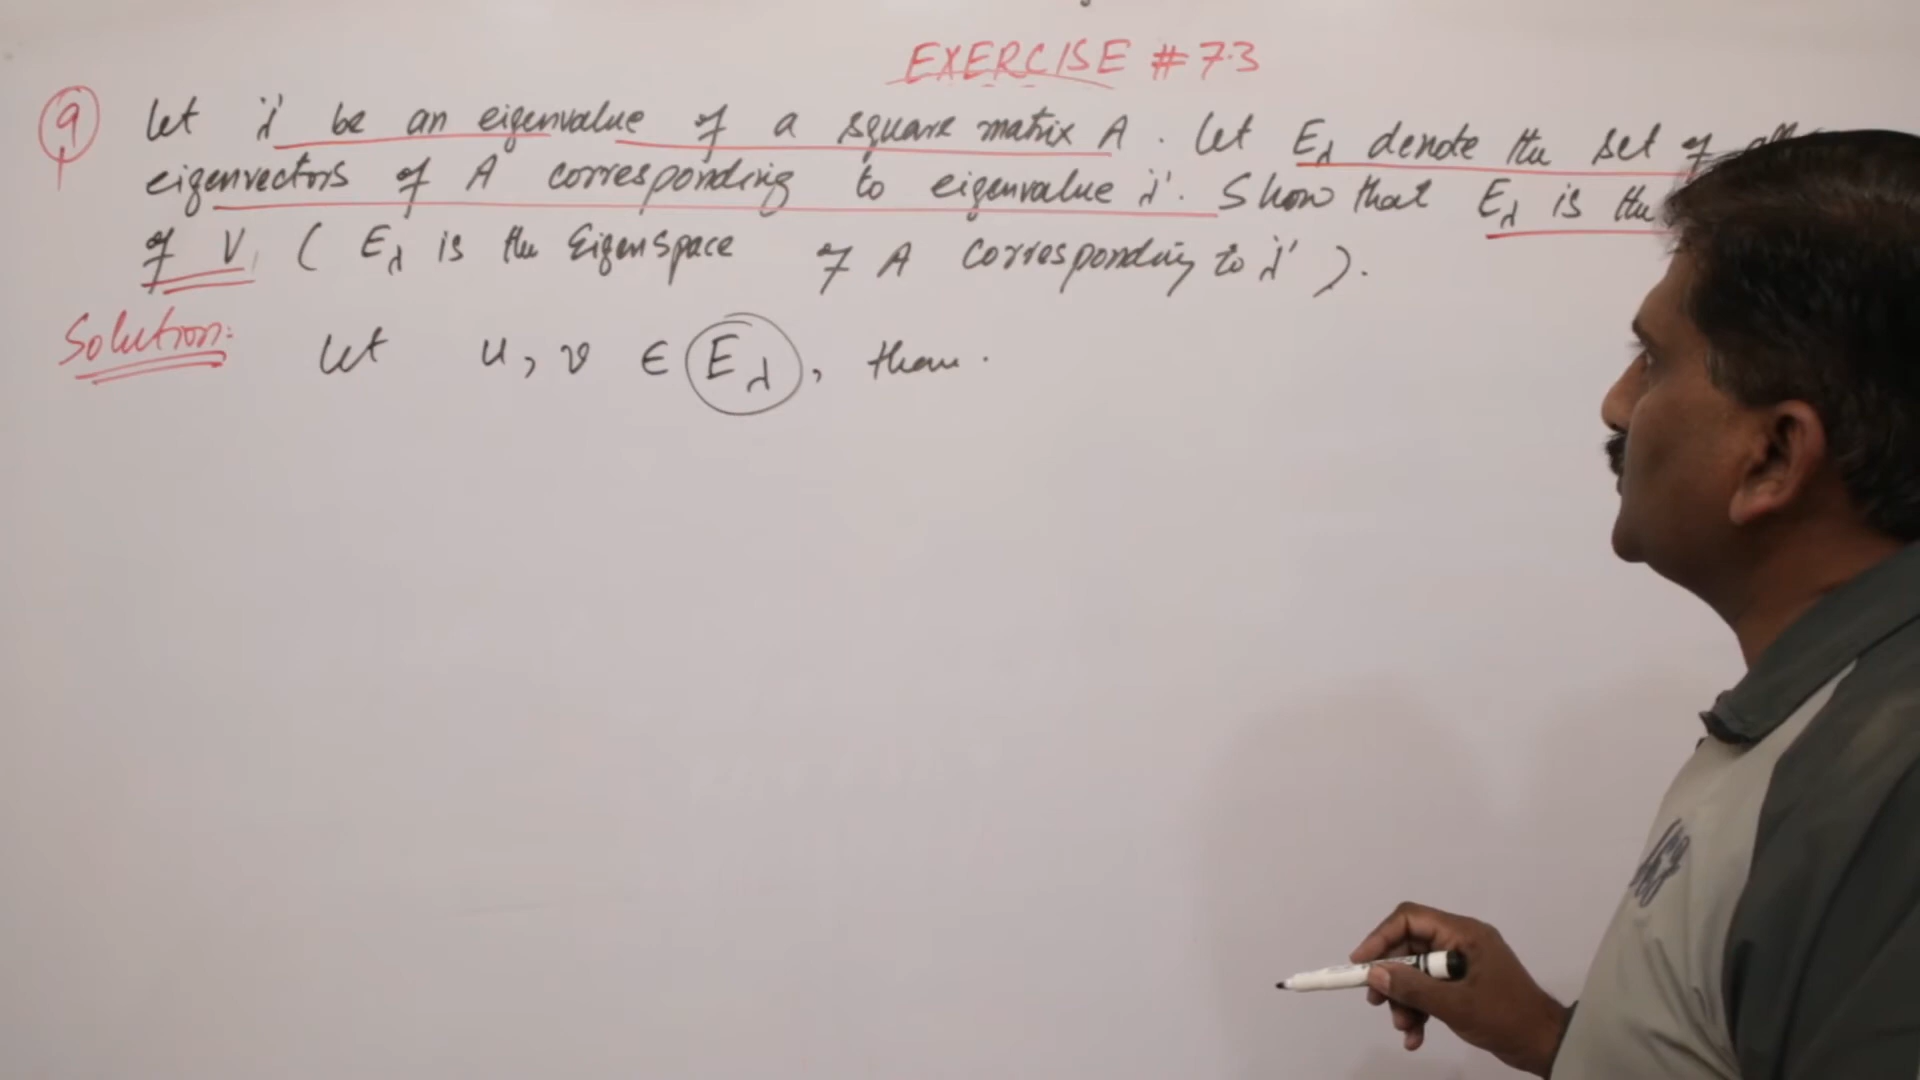 EXERCISE # 7.3
9 Let 'λ' be an eigenvalue of a square matrix A. Let Eλ denote the set of all
eigenvectors of A corresponding to eigenvalue 'λ'. Show that Eλ is the
of V, ( Eλ is the Eigenspace of A corresponding to 'λ' ).
Solution: Let u, v ∈ Eλ, then.